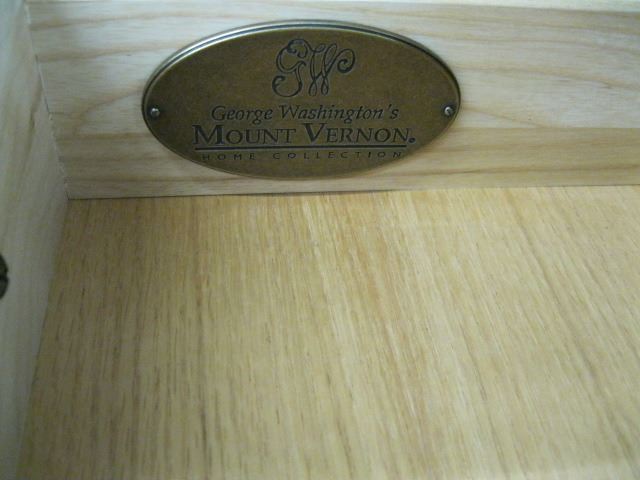 GW
George Washington's
MOUNT VERNON®
HOME COLLECTION